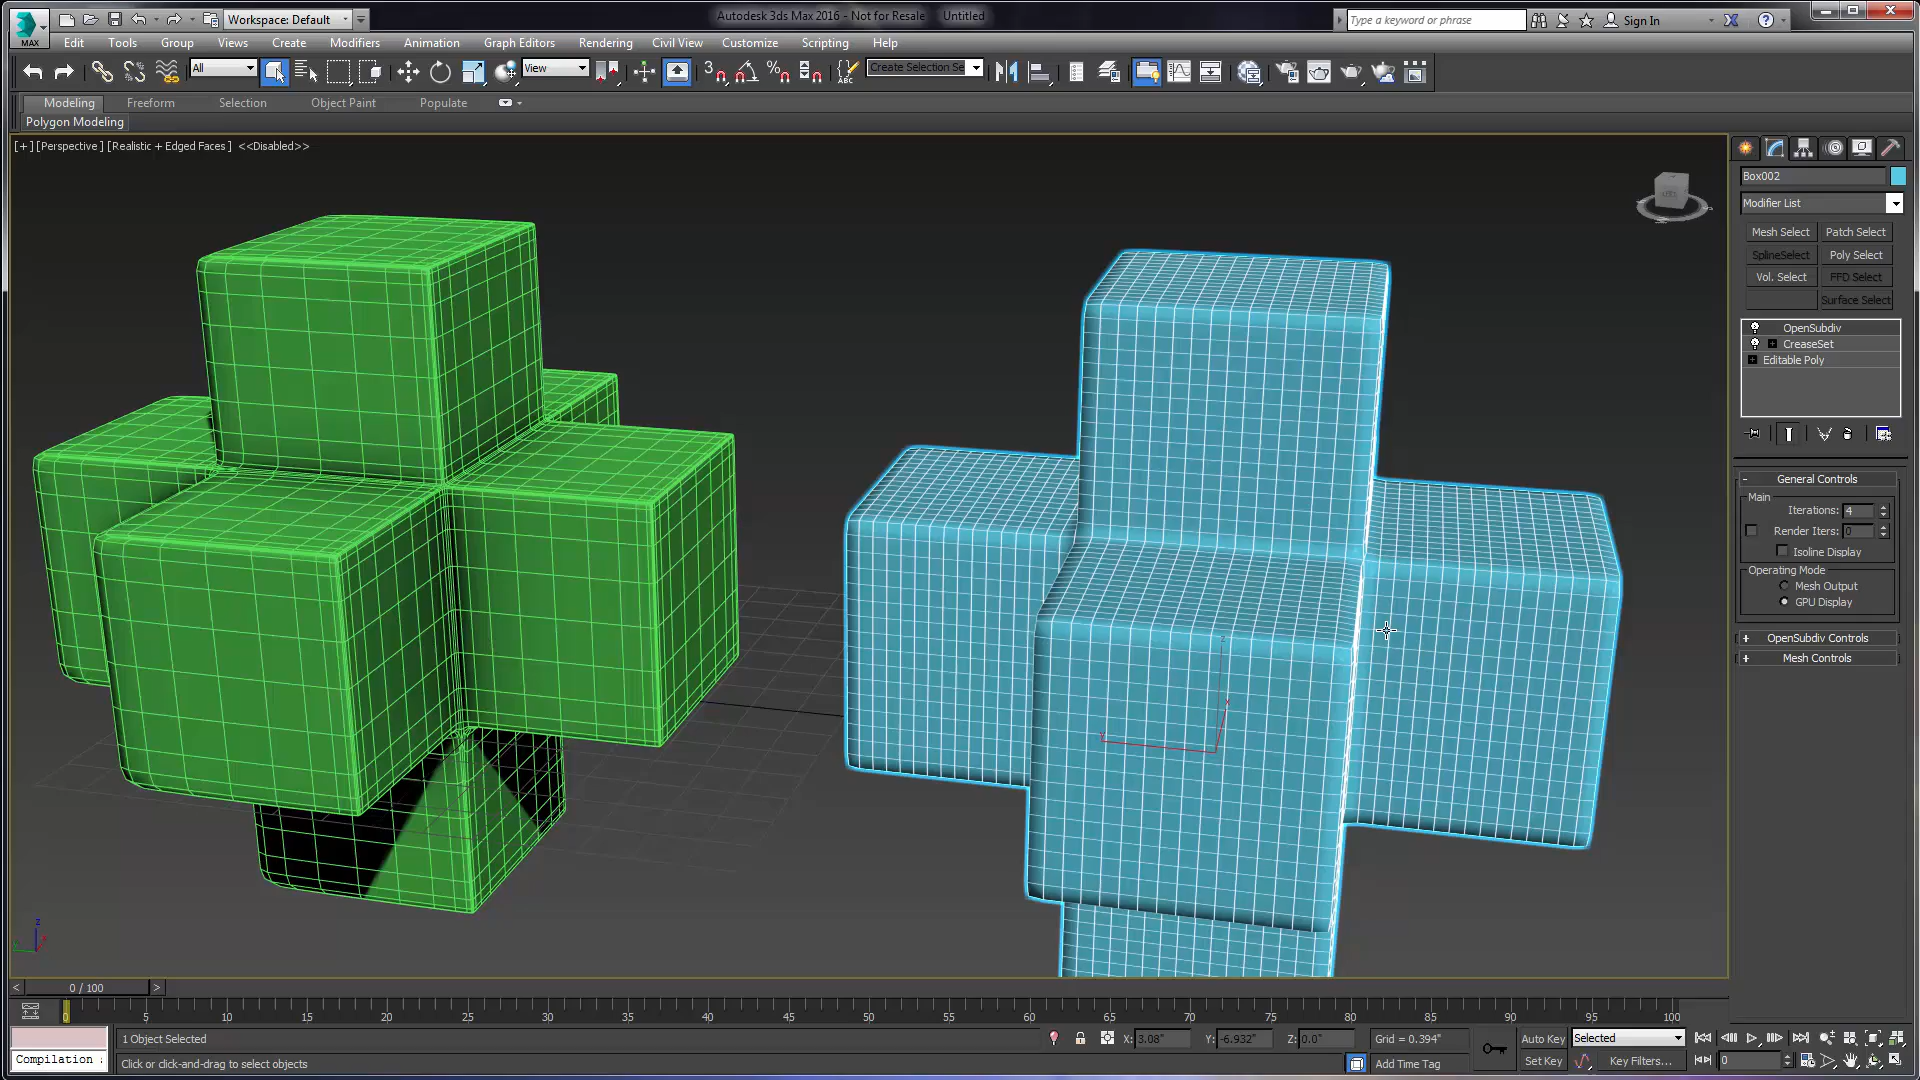 Workspace: Default
Autodesk 3ds Max 2016 - Not for Resale
Untitled
Type a keyword or phrase
Sign In
MAX
Edit
Tools
Group
Views
Create
Modifiers
Animation
Graph Editors
Rendering
Civil View
Customize
Scripting
Help
All
View
Create Selection Se
Modeling
Freeform
Selection
Object Paint
Populate
Polygon Modeling
[+] [Perspective ] [Realistic + Edged Faces ] <<Disabled>>
Box002
Modifier List
Mesh Select
Patch Select
SplineSelect
Poly Select
Vol. Select
FFD Select
Surface Select
OpenSubdiv
CreaseSet
Editable Poly
- General Controls
Main
Iterations: 4
Render Iters: 0
Isoline Display
Operating Mode
Mesh Output
GPU Display
+ OpenSubdiv Controls
+ Mesh Controls
< 0 / 100 >
0 5 10 15 20 25 30 35 40 45 50 55 60 65 70 75 80 85 90 95 100
1 Object Selected
X: 3.08"
Y: -6.932"
Z: 0.0"
Grid = 0.394"
Auto Key
Selected
Compilation
Click or click-and-drag to select objects
Add Time Tag
Set Key
Key Filters...
0